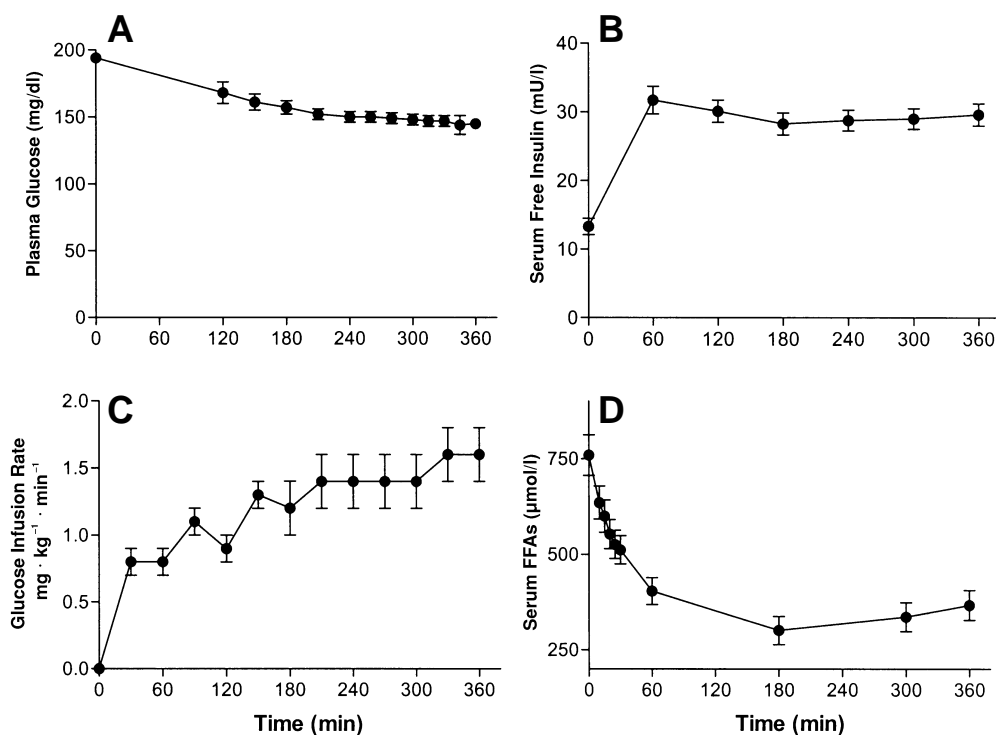 A
200
150
100
50
0
Plasma Glucose (mg/dl)
0 60 120 180 240 300 360
B
40
30
20
10
0
Serum Free Insulin (mU/l)
0 60 120 180 240 300 360
C
2.0
1.5
1.0
0.5
0.0
Glucose Infusion Rate
mg · kg⁻¹ · min⁻¹
0 60 120 180 240 300 360
Time (min)
D
750
500
250
Serum FFAs (µmol/l)
0 60 120 180 240 300 360
Time (min)